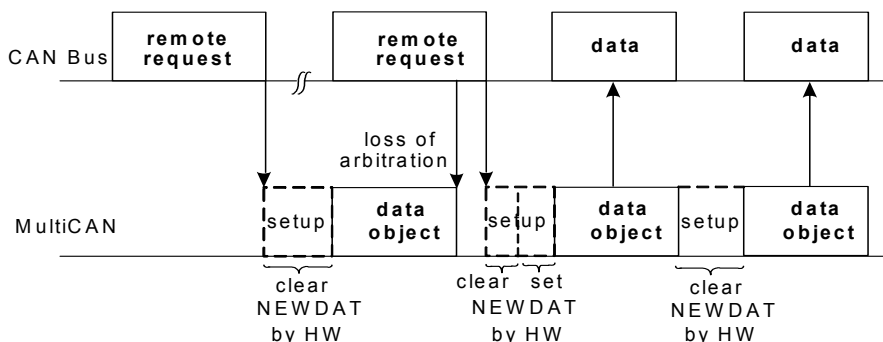 CAN Bus
remote
request
remote
request
data
data
loss of
arbitration
MultiCAN
setup
data
object
setup
data
object
setup
data
object
clear
NEWDAT
by HW
clear set
NEWDAT
by HW
clear
NEWDAT
by HW